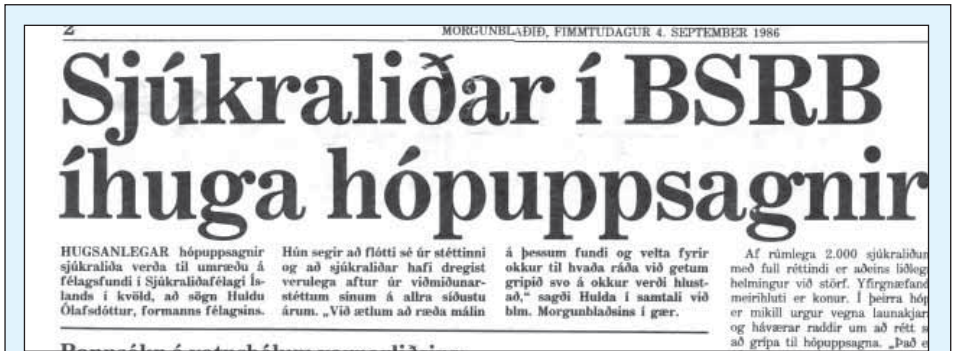 2
MORGUNBLAÐIÐ, FIMMTUDAGUR 4. SEPTEMBER 1986
Sjúkraliðar í BSRB
íhuga hópuppsagnir
HUGSANLEGAR hópuppsagnir
sjúkraliða verða til umræðu á
félagsfundi í Sjúkraliðafélagi Ís-
lands í kvöld, að sögn Huldu
Ólafsdóttur, formanns félagsins.
Hún segir að flótti sé úr stéttinni
og að sjúkraliðar hafi dregist
verulega aftur úr viðmiðunar-
stéttum sínum á allra síðustu
árum. „Við ætlum að ræða málin
á þessum fundi og velta fyrir
okkur til hvaða ráða við getum
gripið svo á okkur verði hlust-
að,“ sagði Hulda í samtali við
blm. Morgunblaðsins í gær.
Af rúmlega 2.000 sjúkraliðum
með full réttindi er aðeins
helmingur við störf.
meirihluti er konur. Í þeirra
er mikill urgur vegna
og háværar raddir um að rétt
að grípa til hópuppsagna. „Það